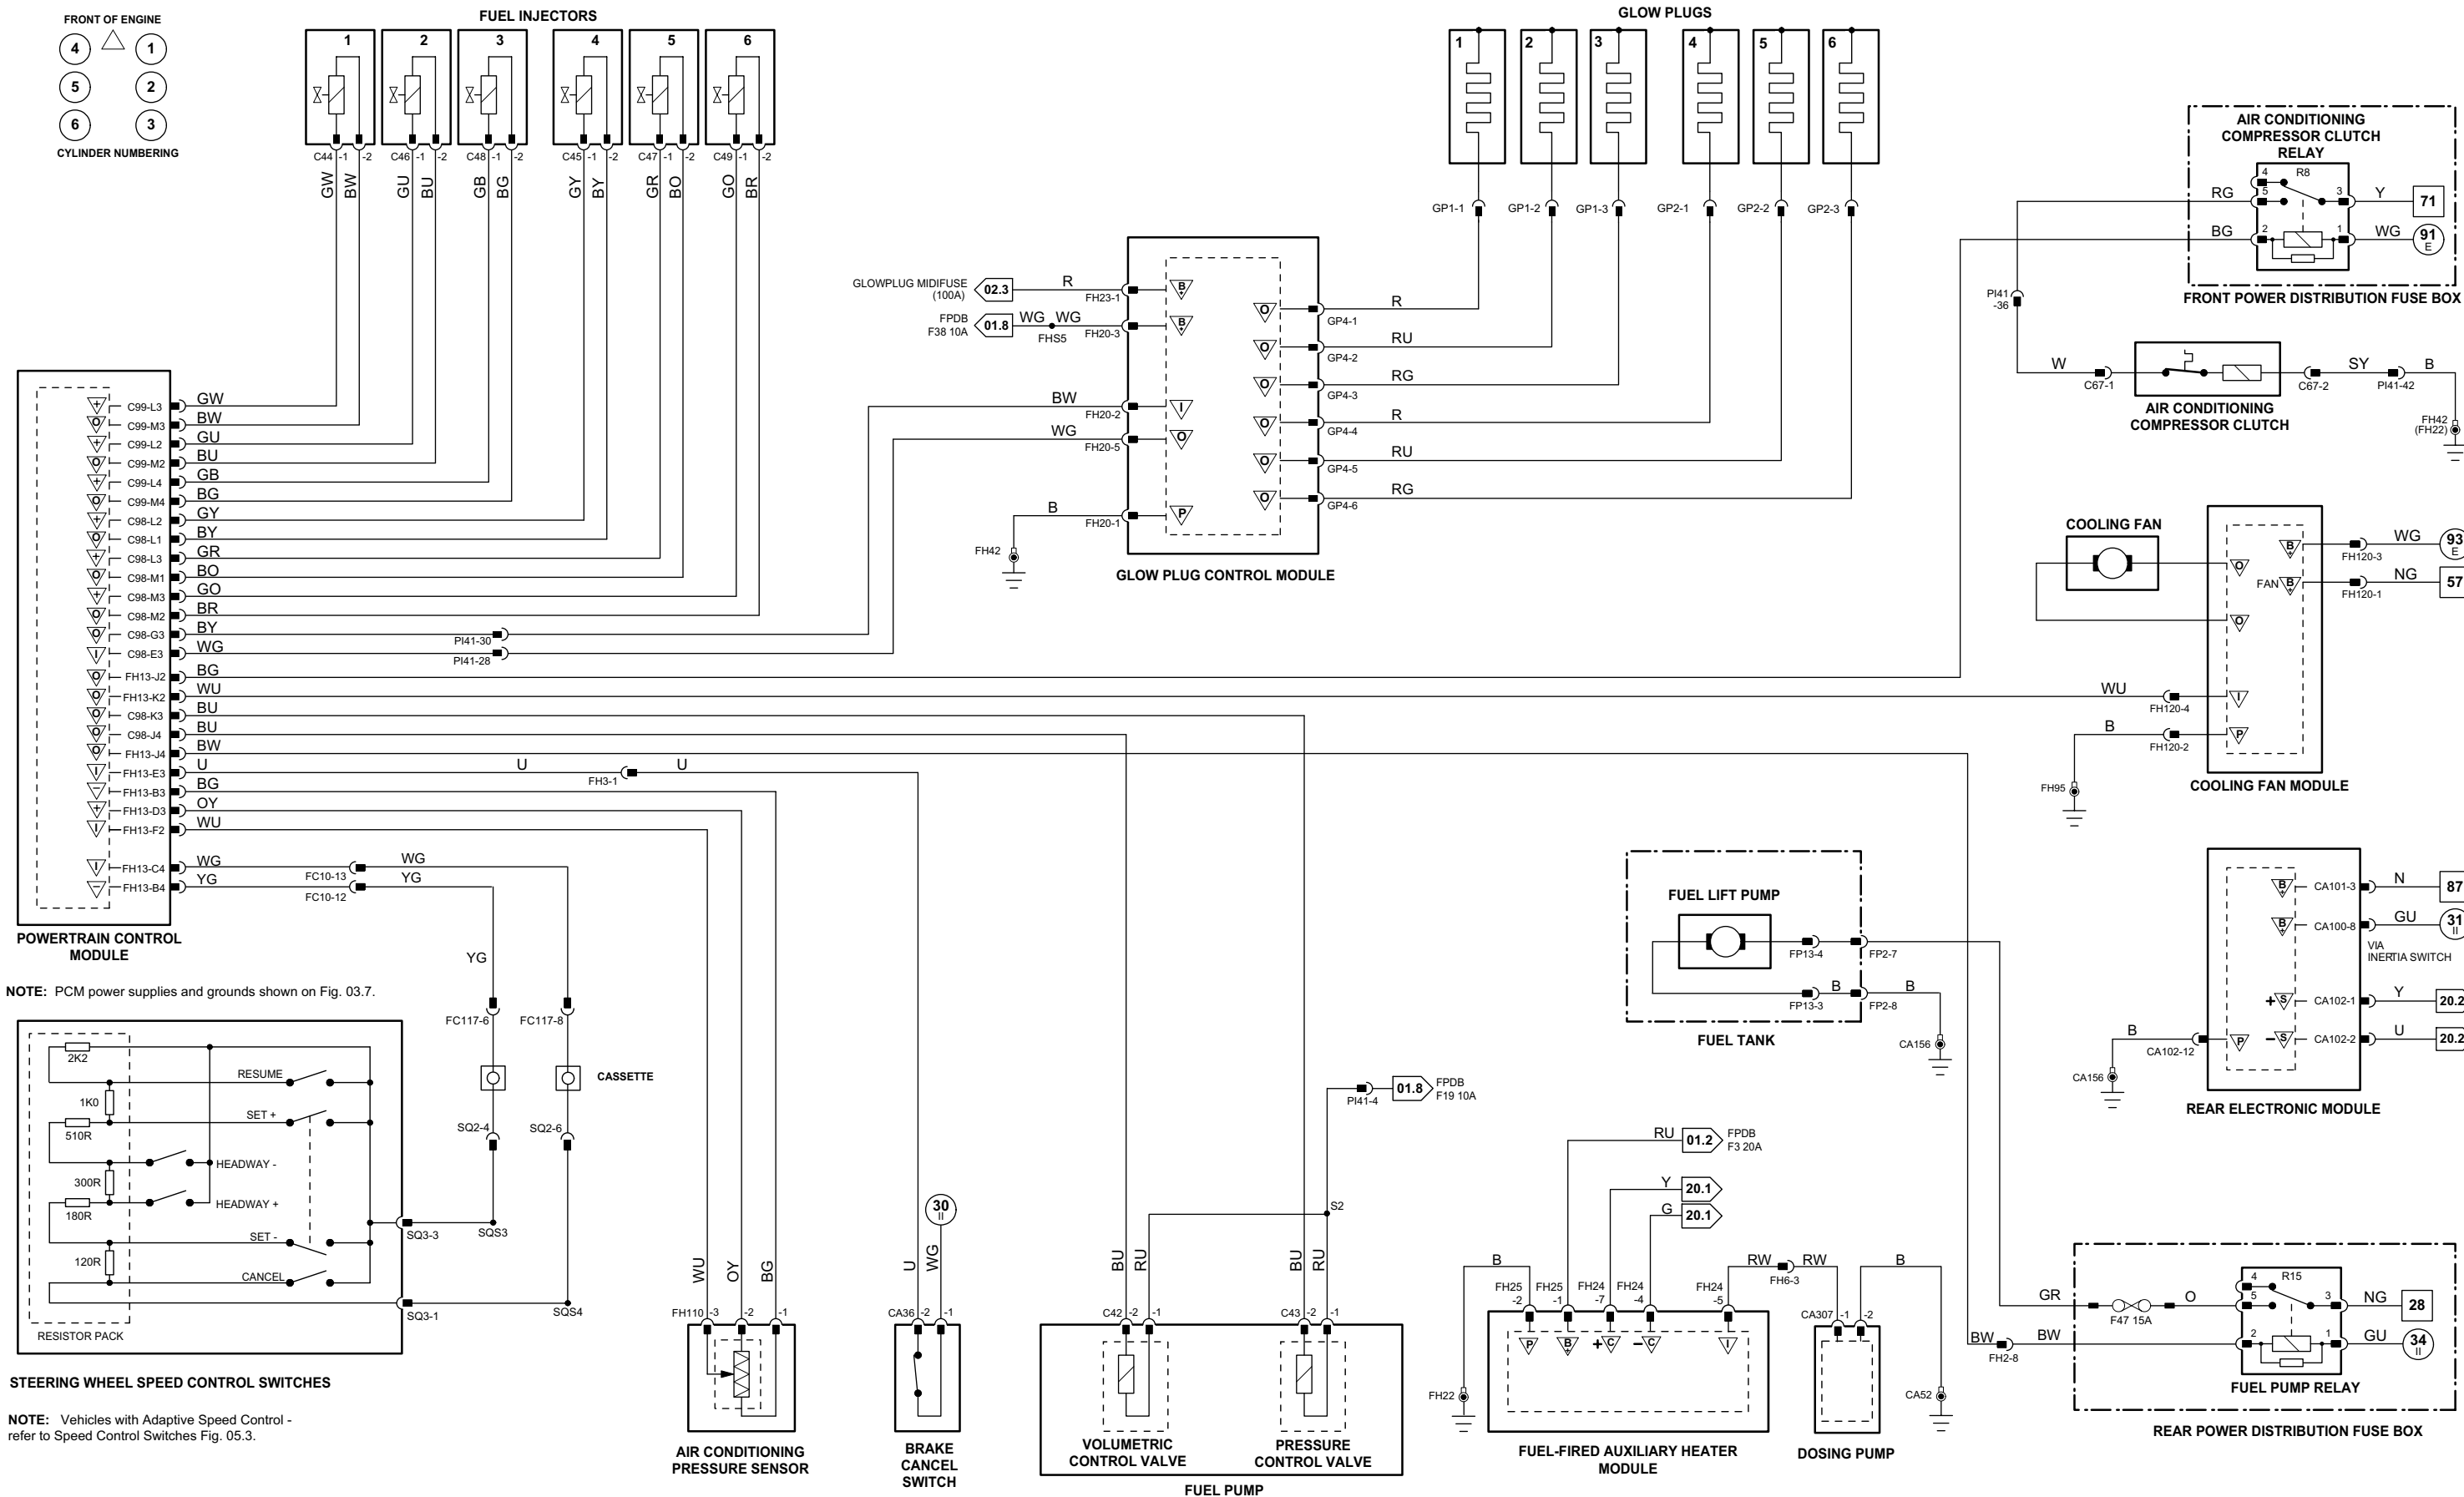 FRONT OF ENGINE
4 1
5 2
6 3
CYLINDER NUMBERING
FUEL INJECTORS
1 2 3 4 5 6
C44 -1 -2 C46 -1 -2 C48 -1 -2 C45 -1 -2 C47 -1 -2 C49 -1 -2
GW BW GU BU GB BG GY BY GR BO GO BR
GLOW PLUGS
1 2 3 4 5 6
GP1-1 GP1-2 GP1-3 GP2-1 GP2-2 GP2-3
GLOWPLUG MIDIFUSE
(100A)
02.3 R FH23-1 B+
FPDB
F38 10A
01.8 WG WG FHS5 FH20-3 B+
BW FH20-2 I
WG FH20-5 O
B FH20-1 P
FH42
O GP4-1 R
O GP4-2 RU
O GP4-3 RG
O GP4-4 R
O GP4-5 RU
O GP4-6 RG
GLOW PLUG CONTROL MODULE
AIR CONDITIONING
COMPRESSOR CLUTCH
RELAY
R8
4
RG 5 3 Y 71
BG 2 1 WG 91 E
FRONT POWER DISTRIBUTION FUSE BOX
PI41
-36
W C67-1 C67-2 SY PI41-42 B
AIR CONDITIONING
COMPRESSOR CLUTCH
FH42
(FH22)
+ C99-L3 GW
O C99-M3 BW
+ C99-L2 GU
O C99-M2 BU
+ C99-L4 GB
O C99-M4 BG
+ C98-L2 GY
O C98-L1 BY
+ C98-L3 GR
O C98-M1 BO
+ C98-M3 GO
O C98-M2 BR
O C98-G3 BY PI41-30
I C98-E3 WG PI41-28
O FH13-J2 BG
O FH13-K2 WU
O C98-K3 BU
O C98-J4 BU
O FH13-J4 BW
I FH13-E3 U U FH3-1 U
− FH13-B3 BG
+ FH13-D3 OY
I FH13-F2 WU
I FH13-C4 WG FC10-13 WG
− FH13-B4 YG FC10-12 YG
POWERTRAIN CONTROL
MODULE
NOTE: PCM power supplies and grounds shown on Fig. 03.7.
COOLING FAN
O
O
B+ FH120-3 WG 93 E
FAN B+ FH120-1 NG 57
WU FH120-4 I
B FH120-2 P
FH95
COOLING FAN MODULE
B+ CA101-3 N 87
B+ CA100-8 GU 31 II
VIA
INERTIA SWITCH
+S CA102-1 Y 20.2
−S CA102-2 U 20.2
B CA102-12 P
CA156
REAR ELECTRONIC MODULE
FUEL LIFT PUMP
FP13-4 FP2-7
FP13-3 B FP2-8 B
FUEL TANK
CA156
YG
FC117-6 FC117-8
CASSETTE
SQ2-4 SQ2-6
SQ3-3 SQS3
SQ3-1 SQS4
2K2
RESUME
1K0
SET +
510R
HEADWAY -
300R
HEADWAY +
180R
SET -
120R
CANCEL
RESISTOR PACK
STEERING WHEEL SPEED CONTROL SWITCHES
NOTE: Vehicles with Adaptive Speed Control -
refer to Speed Control Switches Fig. 05.3.
WU OY BG
FH110 -3 -2 -1
AIR CONDITIONING
PRESSURE SENSOR
30 II
U WG
CA36 -2 -1
BRAKE
CANCEL
SWITCH
PI41-4 01.8 FPDB
F19 10A
S2
BU RU BU RU
C42 -2 -1 C43 -2 -1
VOLUMETRIC
CONTROL VALVE
PRESSURE
CONTROL VALVE
FUEL PUMP
RU 01.2 FPDB
F3 20A
Y 20.1
G 20.1
B
FH25
-2
FH25
-1
FH24
-7
FH24
-4
FH24
-5
RW FH6-3 RW
P B+ +C −C I
FH22
FUEL-FIRED AUXILIARY HEATER
MODULE
CA307 -1 -2
B
CA52
DOSING PUMP
R15
4
GR F47 15A O 5 3 NG 28
BW FH2-8 BW 2 1 GU 34 II
FUEL PUMP RELAY
REAR POWER DISTRIBUTION FUSE BOX